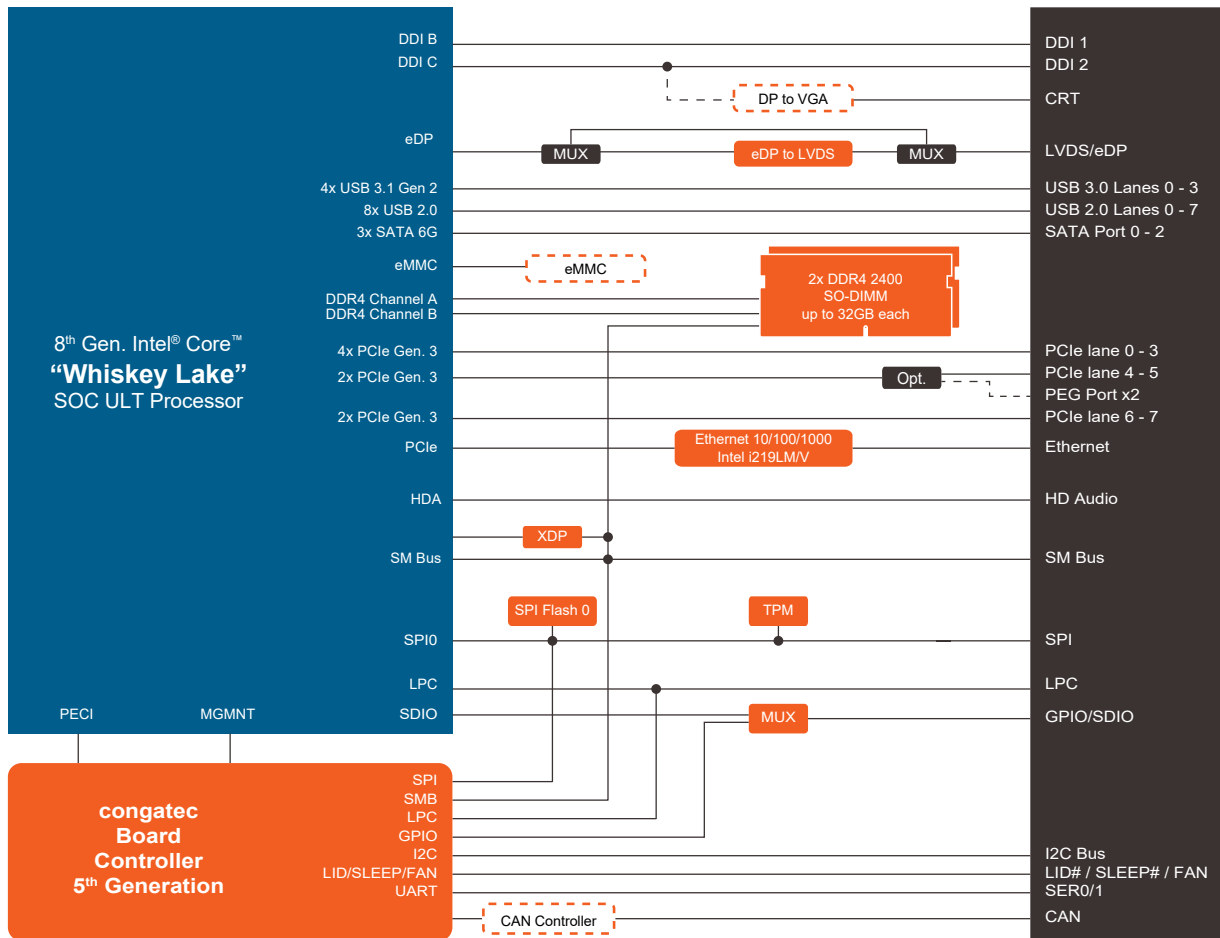 DDI B
DDI 1
DDI C
DDI 2
DP to VGA
CRT
eDP
MUX
eDP to LVDS
MUX
LVDS/eDP
4x USB 3.1 Gen 2
USB 3.0 Lanes 0 - 3
8x USB 2.0
USB 2.0 Lanes 0 - 7
3x SATA 6G
SATA Port 0 - 2
eMMC
eMMC
2x DDR4 2400
SO-DIMM
up to 32GB each
DDR4 Channel A
DDR4 Channel B
8th Gen. Intel® Core™
"Whiskey Lake"
SOC ULT Processor
4x PCIe Gen. 3
PCIe lane 0 - 3
2x PCIe Gen. 3
Opt.
PCIe lane 4 - 5
PEG Port x2
2x PCIe Gen. 3
PCIe lane 6 - 7
PCIe
Ethernet 10/100/1000
Intel i219LM/V
Ethernet
HDA
HD Audio
XDP
SM Bus
SM Bus
SPI Flash 0
TPM
SPI0
SPI
LPC
LPC
PECI
MGMNT
SDIO
MUX
GPIO/SDIO
congatec
Board
Controller
5th Generation
SPI
SMB
LPC
GPIO
I2C
I2C Bus
LID/SLEEP/FAN
LID# / SLEEP# / FAN
UART
SER0/1
CAN Controller
CAN